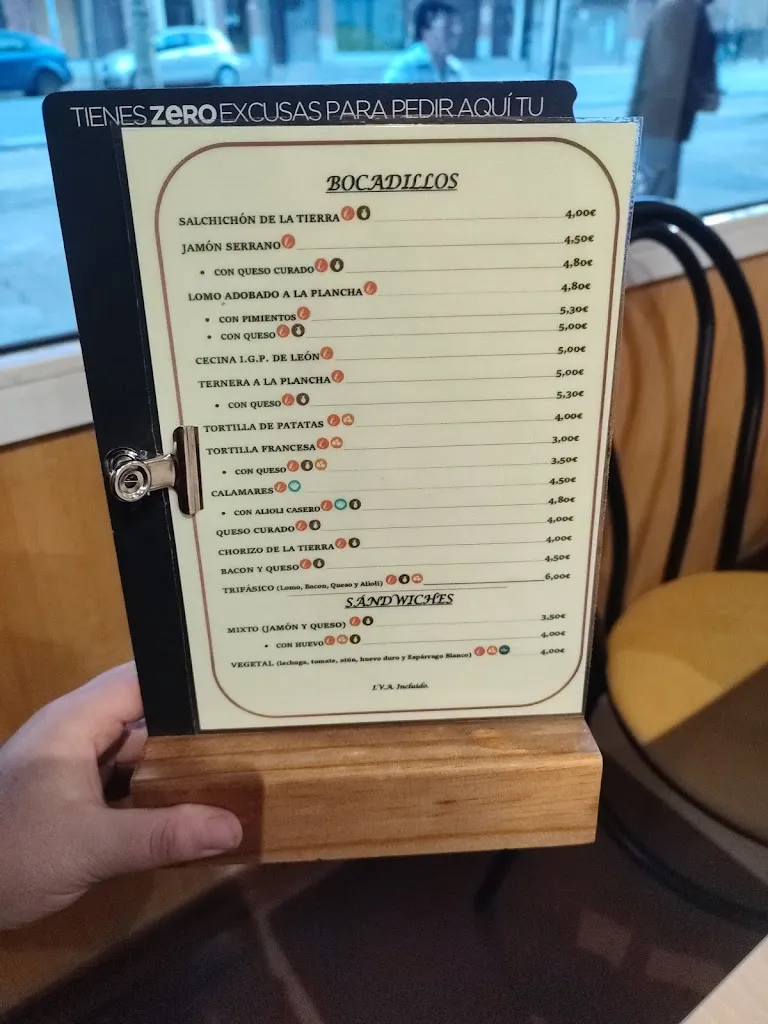 TIENES ZERO EXCUSAS PARA PEDIR AQUÍ TU
BOCADILLOS
SALCHICHÓN DE LA TIERRA 4,00€
JAMÓN SERRANO 4,50€
• CON QUESO CURADO 4,80€
LOMO ADOBADO A LA PLANCHA 4,80€
• CON PIMIENTOS 5,30€
• CON QUESO 5,00€
CECINA I.G.P. DE LEÓN 5,00€
TERNERA A LA PLANCHA 5,00€
• CON QUESO 5,30€
TORTILLA DE PATATAS 4,00€
TORTILLA FRANCESA 3,00€
• CON QUESO 3,50€
CALAMARES 4,50€
• CON ALIOLI CASERO 4,80€
QUESO CURADO 4,00€
CHORIZO DE LA TIERRA 4,00€
BACON Y QUESO 4,50€
TRIFÁSICO (Lomo, Bacon, Queso y Alioli) 6,00€
SÁNDWICHES
MIXTO (JAMÓN Y QUESO) 3,50€
• CON HUEVO 4,00€
VEGETAL (lechuga, tomate, atún, huevo duro y Espárrago Blanco) 4,00€
I.V.A. Incluido.